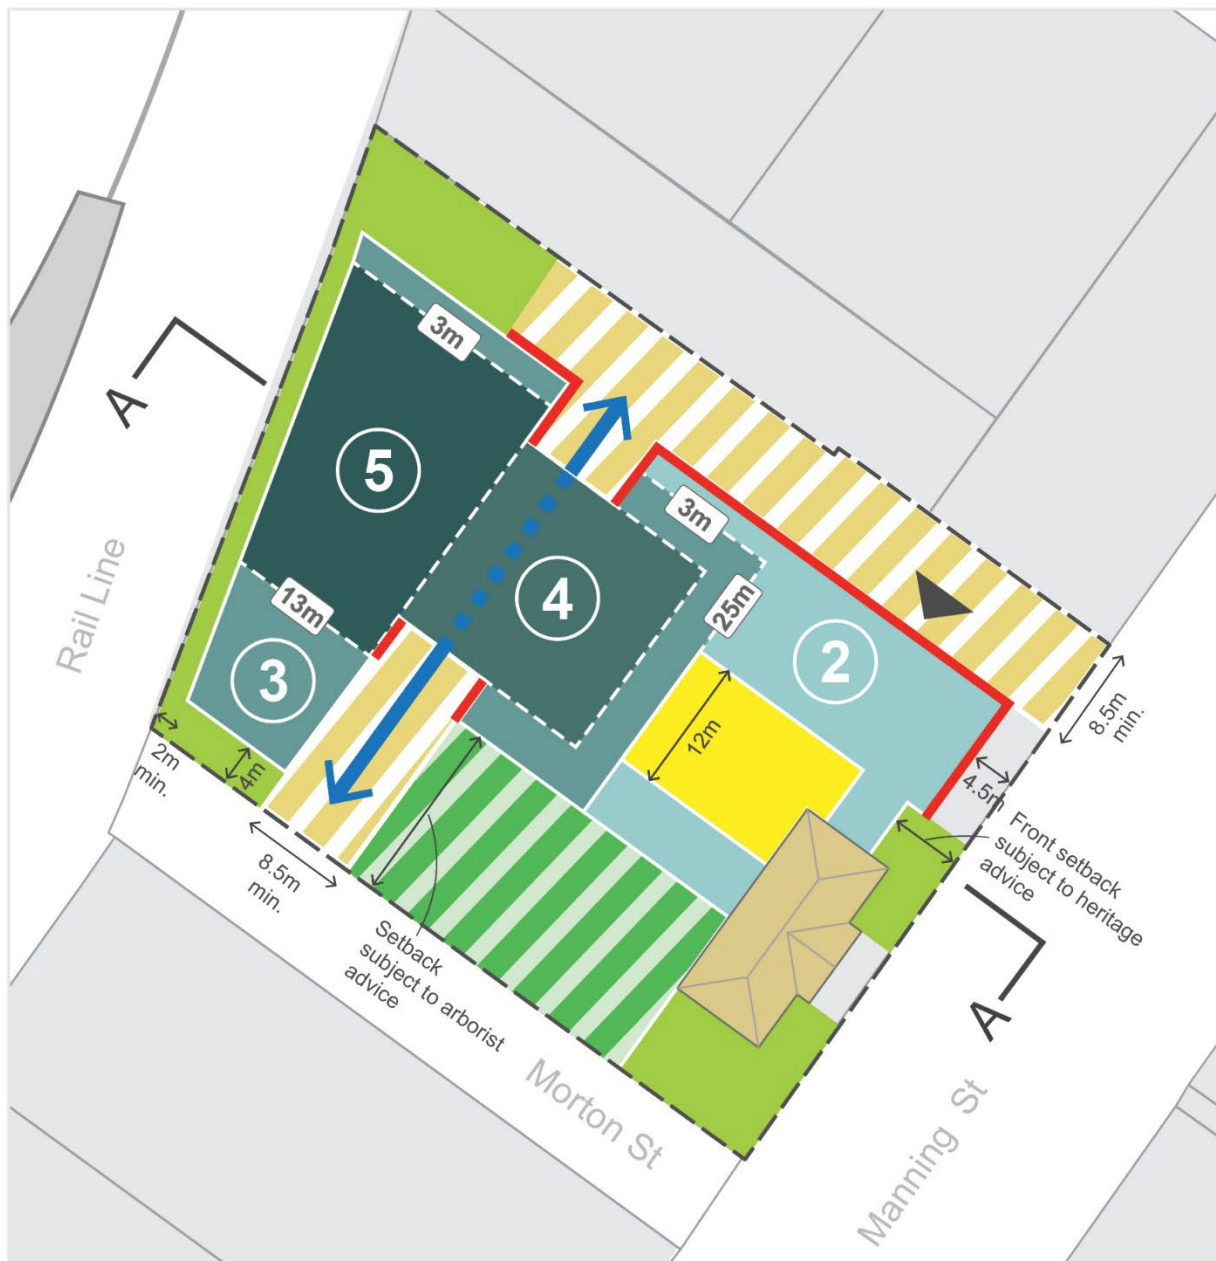 3m
A
5
3m
4
25m
2
Rail Line
13m
3
12m
8.5m
min.
2m
min.
4m
4.5m
Front setback
subject to heritage
advice
8.5m
min.
Setback
subject to arborist
advice
A
Morton St
Manning St